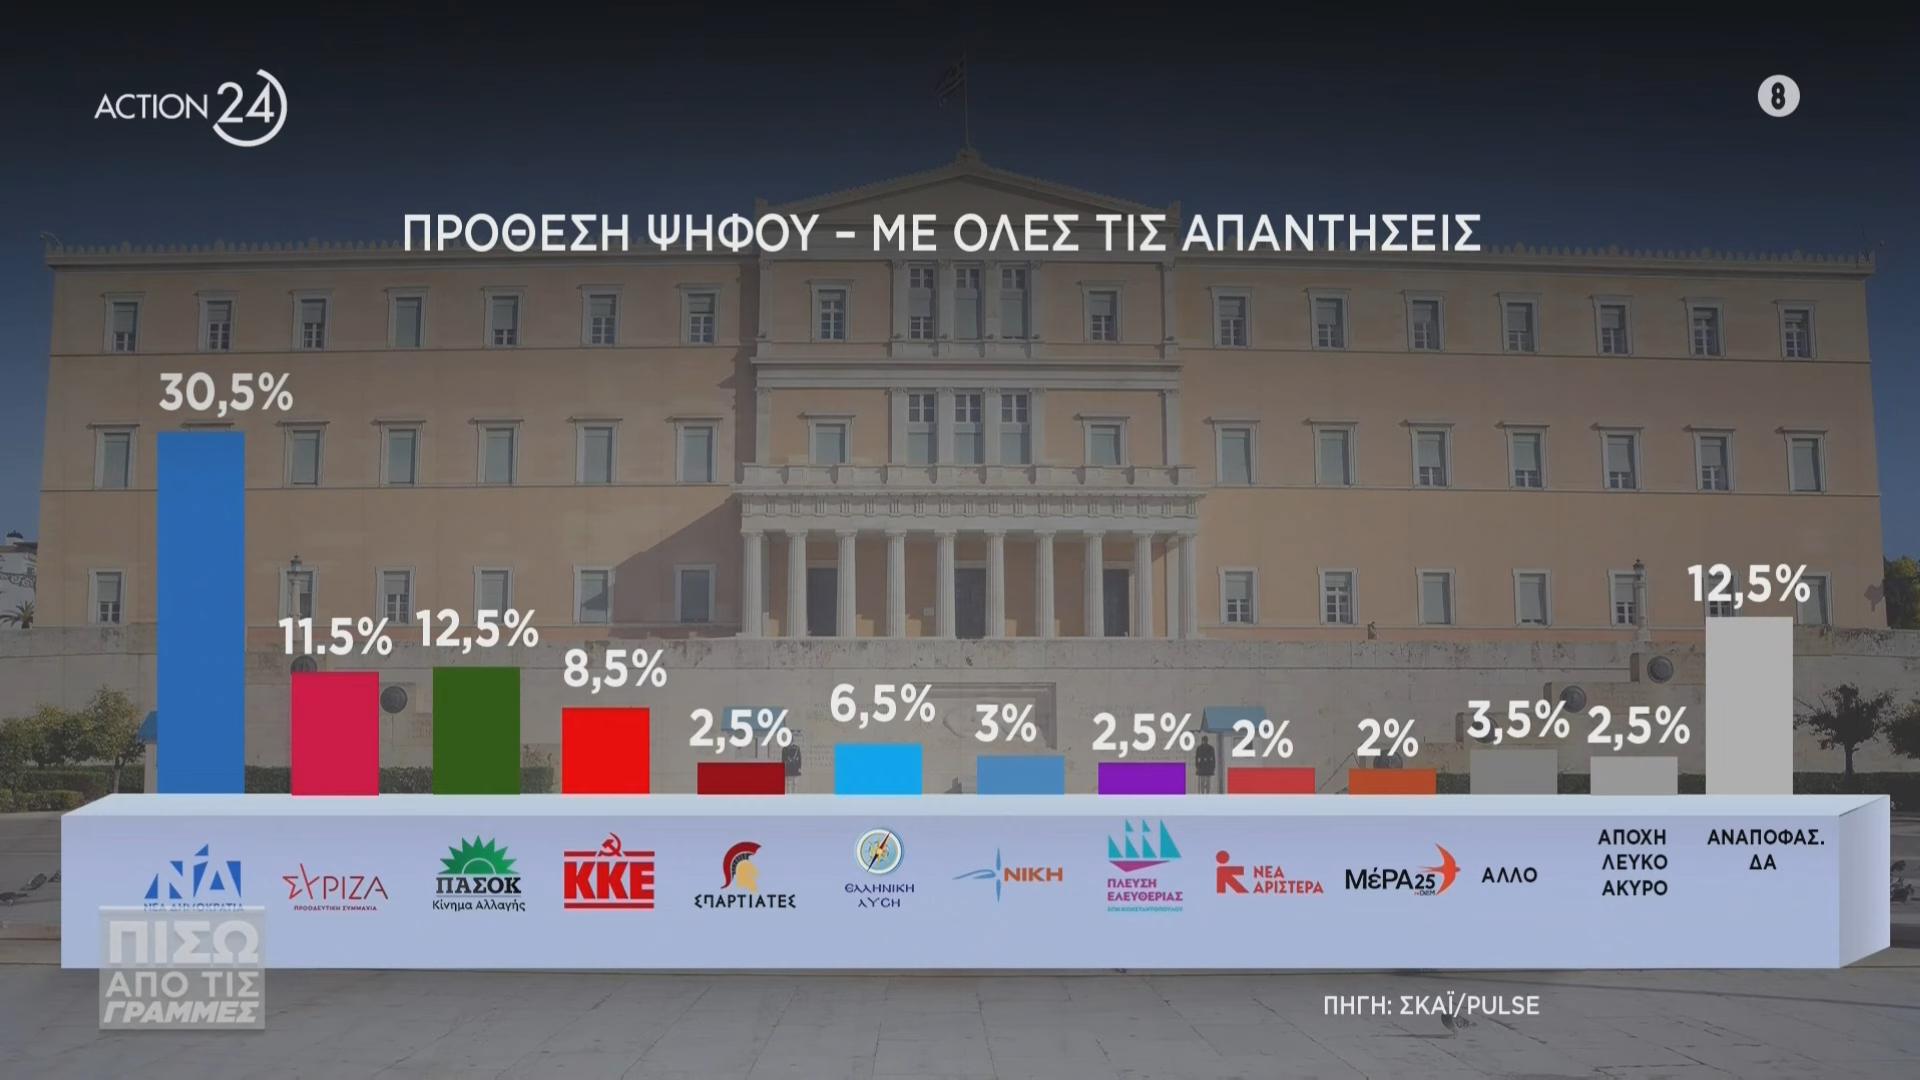 ACTION 24
8
ΠΡΟΘΕΣΗ ΨΗΦΟΥ – ΜΕ ΟΛΕΣ ΤΙΣ ΑΠΑΝΤΗΣΕΙΣ
30,5%
11.5%
12,5%
8,5%
2,5%
6,5%
3%
2,5%
2%
2%
3,5%
2,5%
12,5%
ΝΔ
ΝΕΑ ΔΗΜΟΚΡΑΤΙΑ
ΣΥΡΙΖΑ
ΠΡΟΟΔΕΥΤΙΚΗ ΣΥΜΜΑΧΙΑ
ΠΑΣΟΚ
Κίνημα Αλλαγής
ΚΚΕ
ΣΠΑΡΤΙΑΤΕΣ
ΕΛΛΗΝΙΚΗ
ΛΥΣΗ
ΝΙΚΗ
ΠΛΕΥΣΗ
ΕΛΕΥΘΕΡΙΑΣ
ΝΕΑ
ΑΡΙΣΤΕΡΑ
ΜέΡΑ25
ΑΛΛΟ
ΑΠΟΧΗ
ΛΕΥΚΟ
ΑΚΥΡΟ
ΑΝΑΠΟΦΑΣ.
ΔΑ
ΠΙΣΩ
ΑΠΟ ΤΙΣ
ΓΡΑΜΜΕΣ
ΠΗΓΗ: ΣΚΑΪ/PULSE